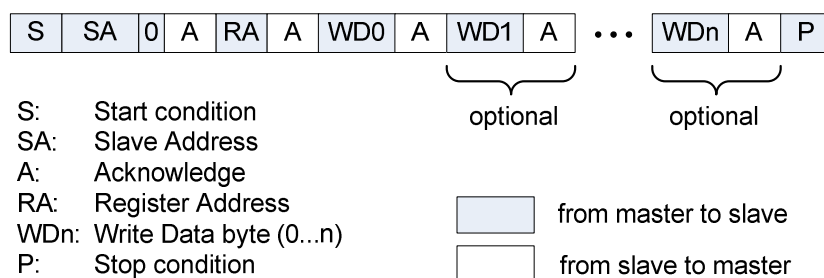 S SA 0 A RA A WD0 A WD1 A ••• WDn A P
optional optional
S: Start condition
SA: Slave Address
A: Acknowledge
RA: Register Address
WDn: Write Data byte (0...n)
P: Stop condition
from master to slave
from slave to master